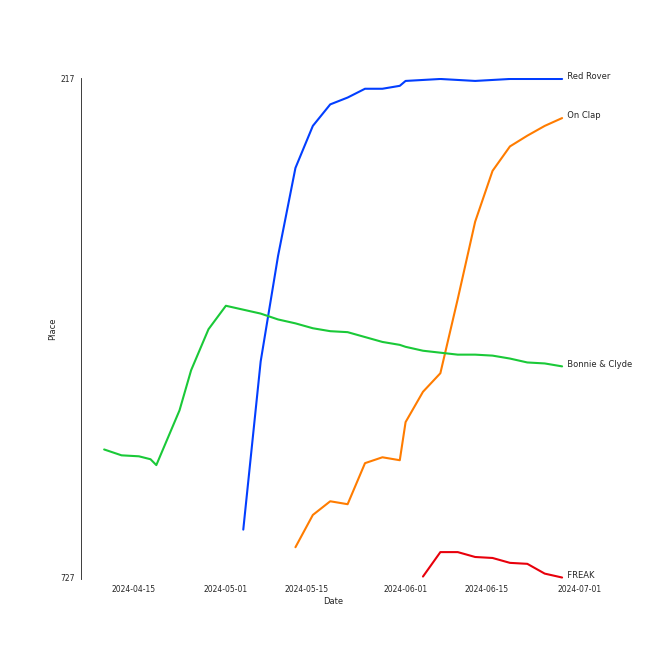 217
Red Rover
On Clap
Place
Bonnie & Clyde
FREAK
727
2024-04-15 2024-05-01 2024-05-15 2024-06-01 2024-06-15 2024-07-01
Date